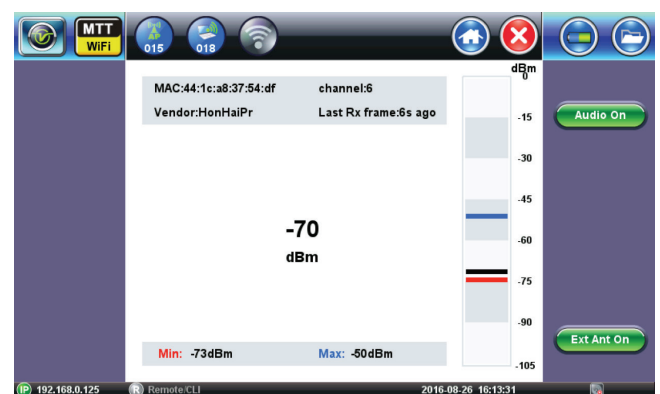 MTT
WiFi
015
018
dBm
0
MAC:44:1c:a8:37:54:df channel:6
Vendor:HonHaiPr Last Rx frame:6s ago
-15
Audio On
-30
-45
-70
dBm
-60
-75
-90
Ext Ant On
Min: -73dBm Max: -50dBm
-105
IP 192.168.0.125 R Remote/CLI 2016-08-26 16:13:31